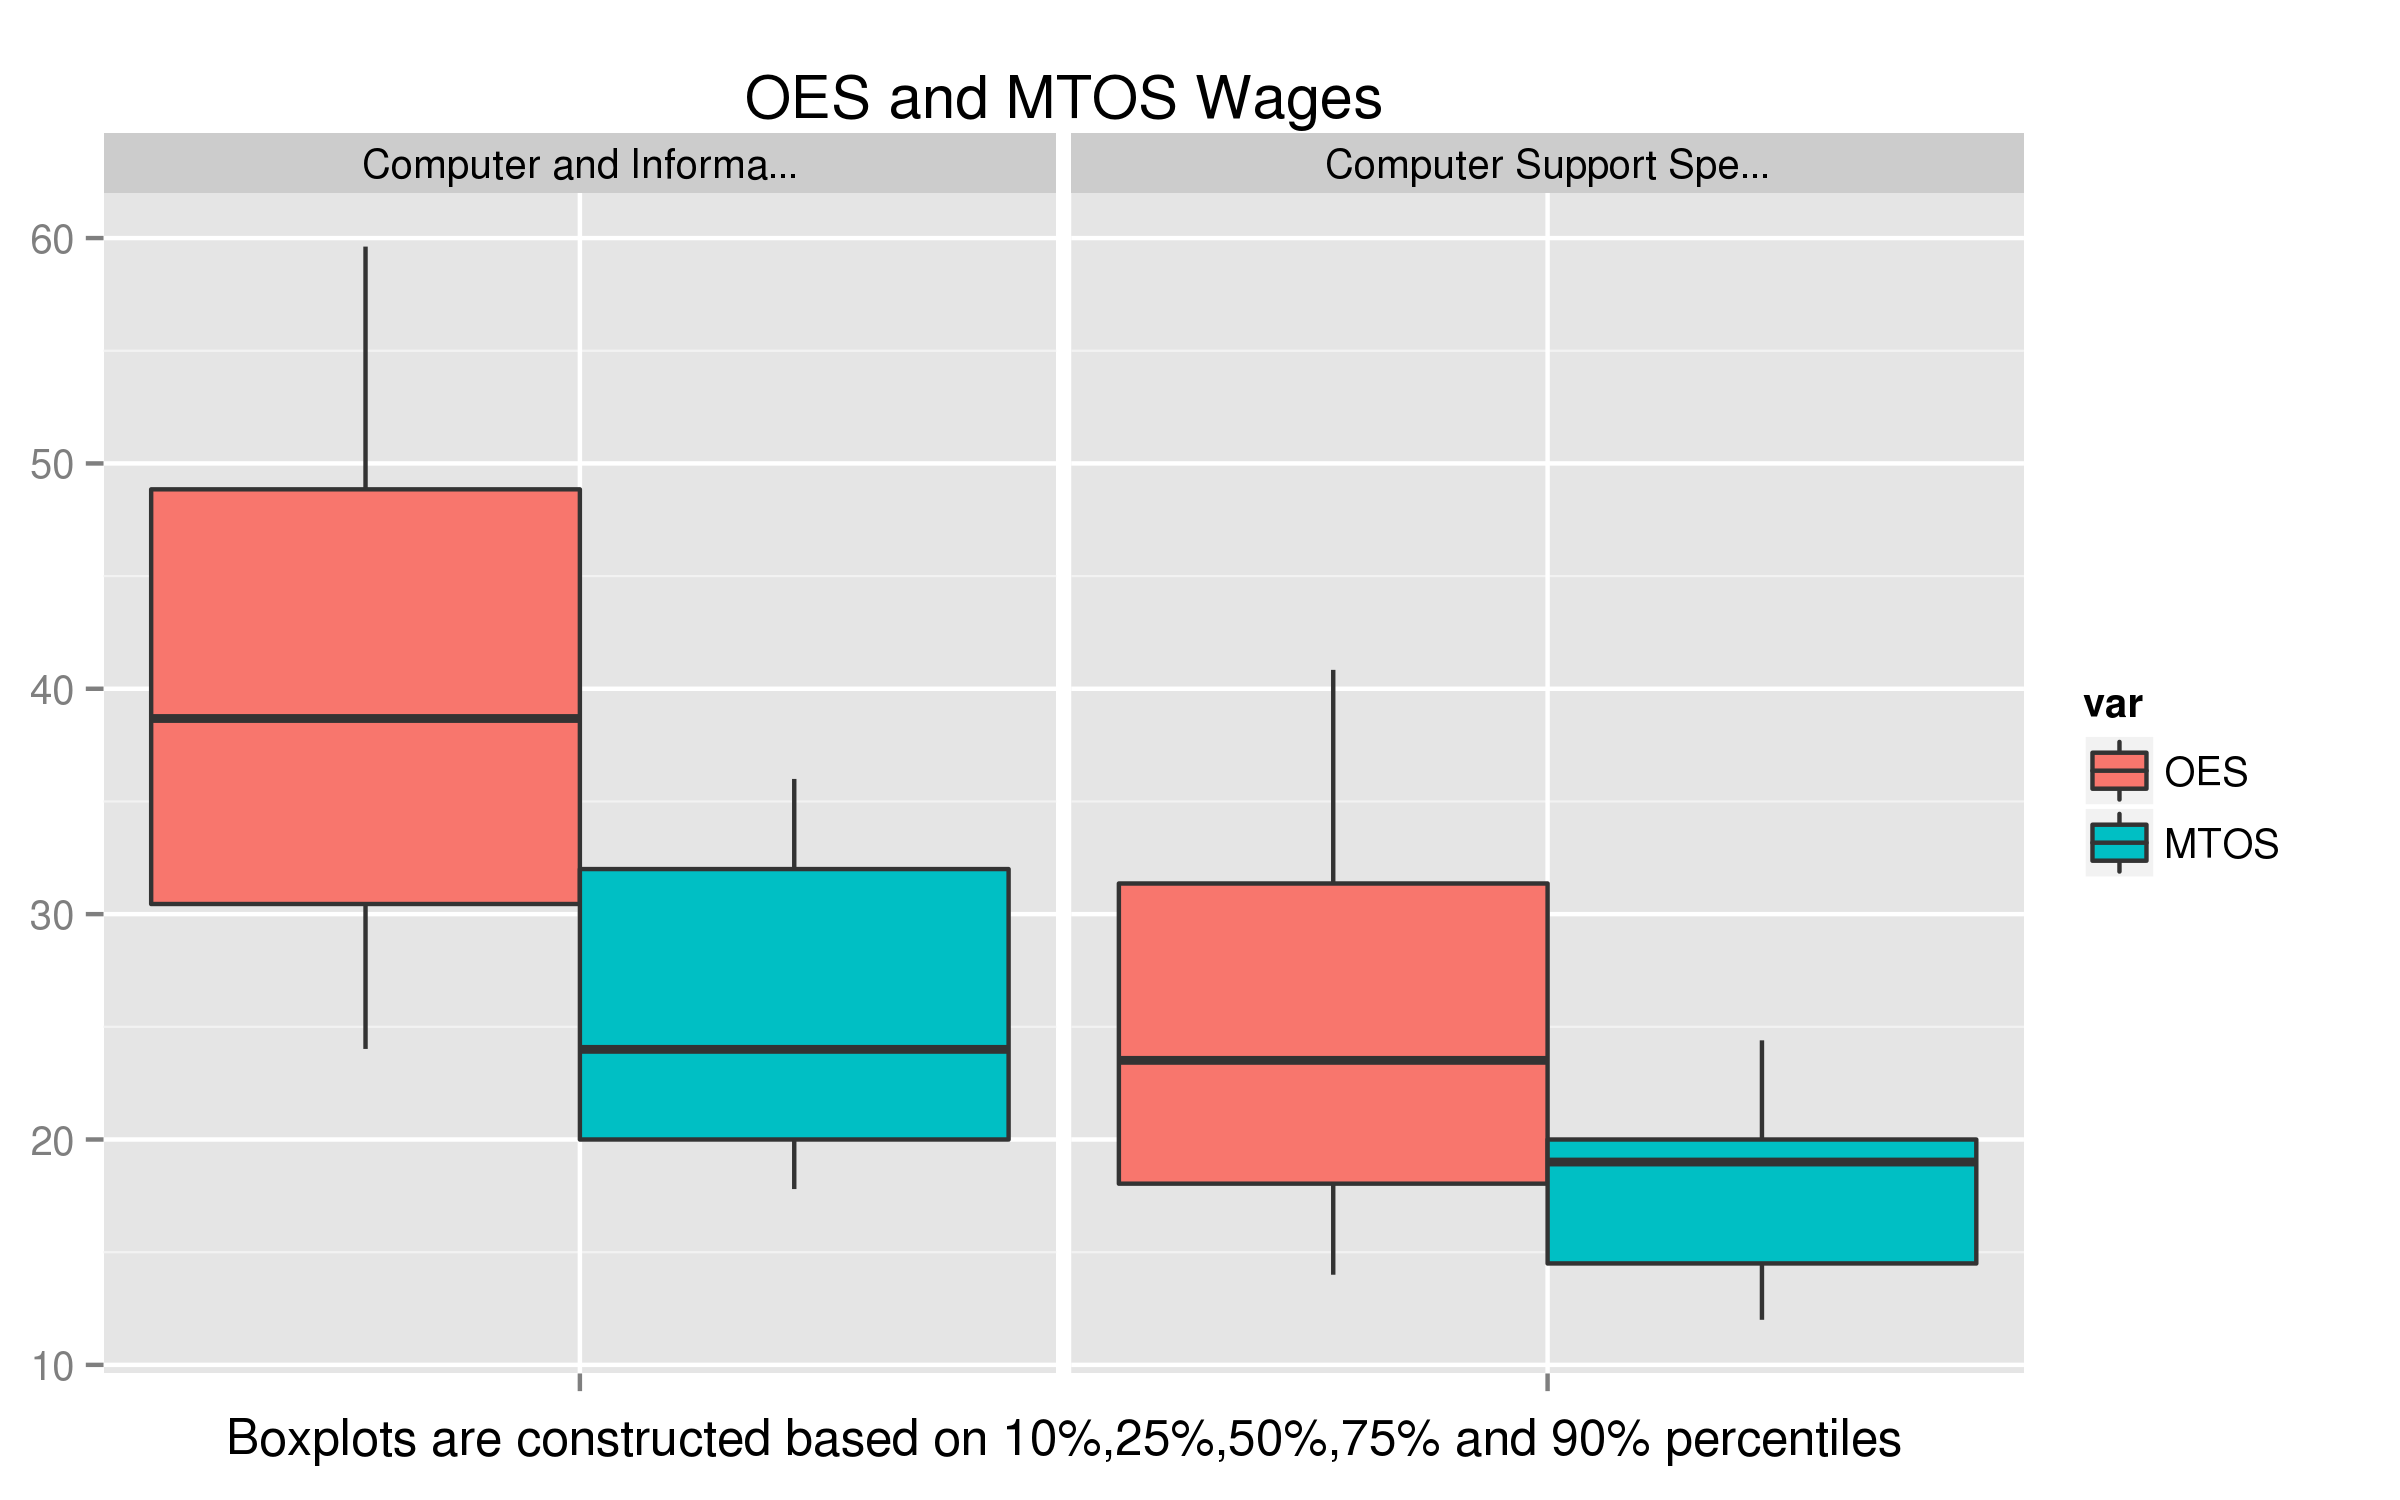 OES and MTOS Wages
Computer and Informa...
Computer Support Spe...
60
50
40
30
20
10
var
OES
MTOS
Boxplots are constructed based on 10%,25%,50%,75% and 90% percentiles